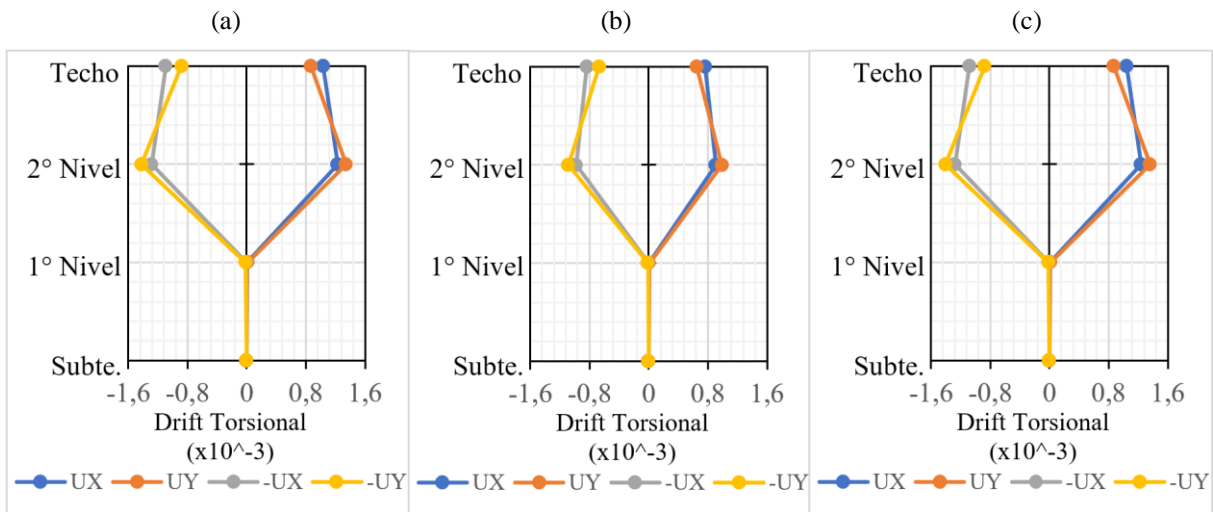 (a) (b) (c)
Techo
2° Nivel
1° Nivel
Subte.
-1,6 -0,8 0 0,8 1,6
Drift Torsional
(x10^-3)
UX UY -UX -UY
Techo
2° Nivel
1° Nivel
Subte.
-1,6 -0,8 0 0,8 1,6
Drift Torsional
(x10^-3)
UX UY -UX -UY
Techo
2° Nivel
1° Nivel
Subte.
-1,6 -0,8 0 0,8 1,6
Drift Torsional
(x10^-3)
UX UY -UX -UY